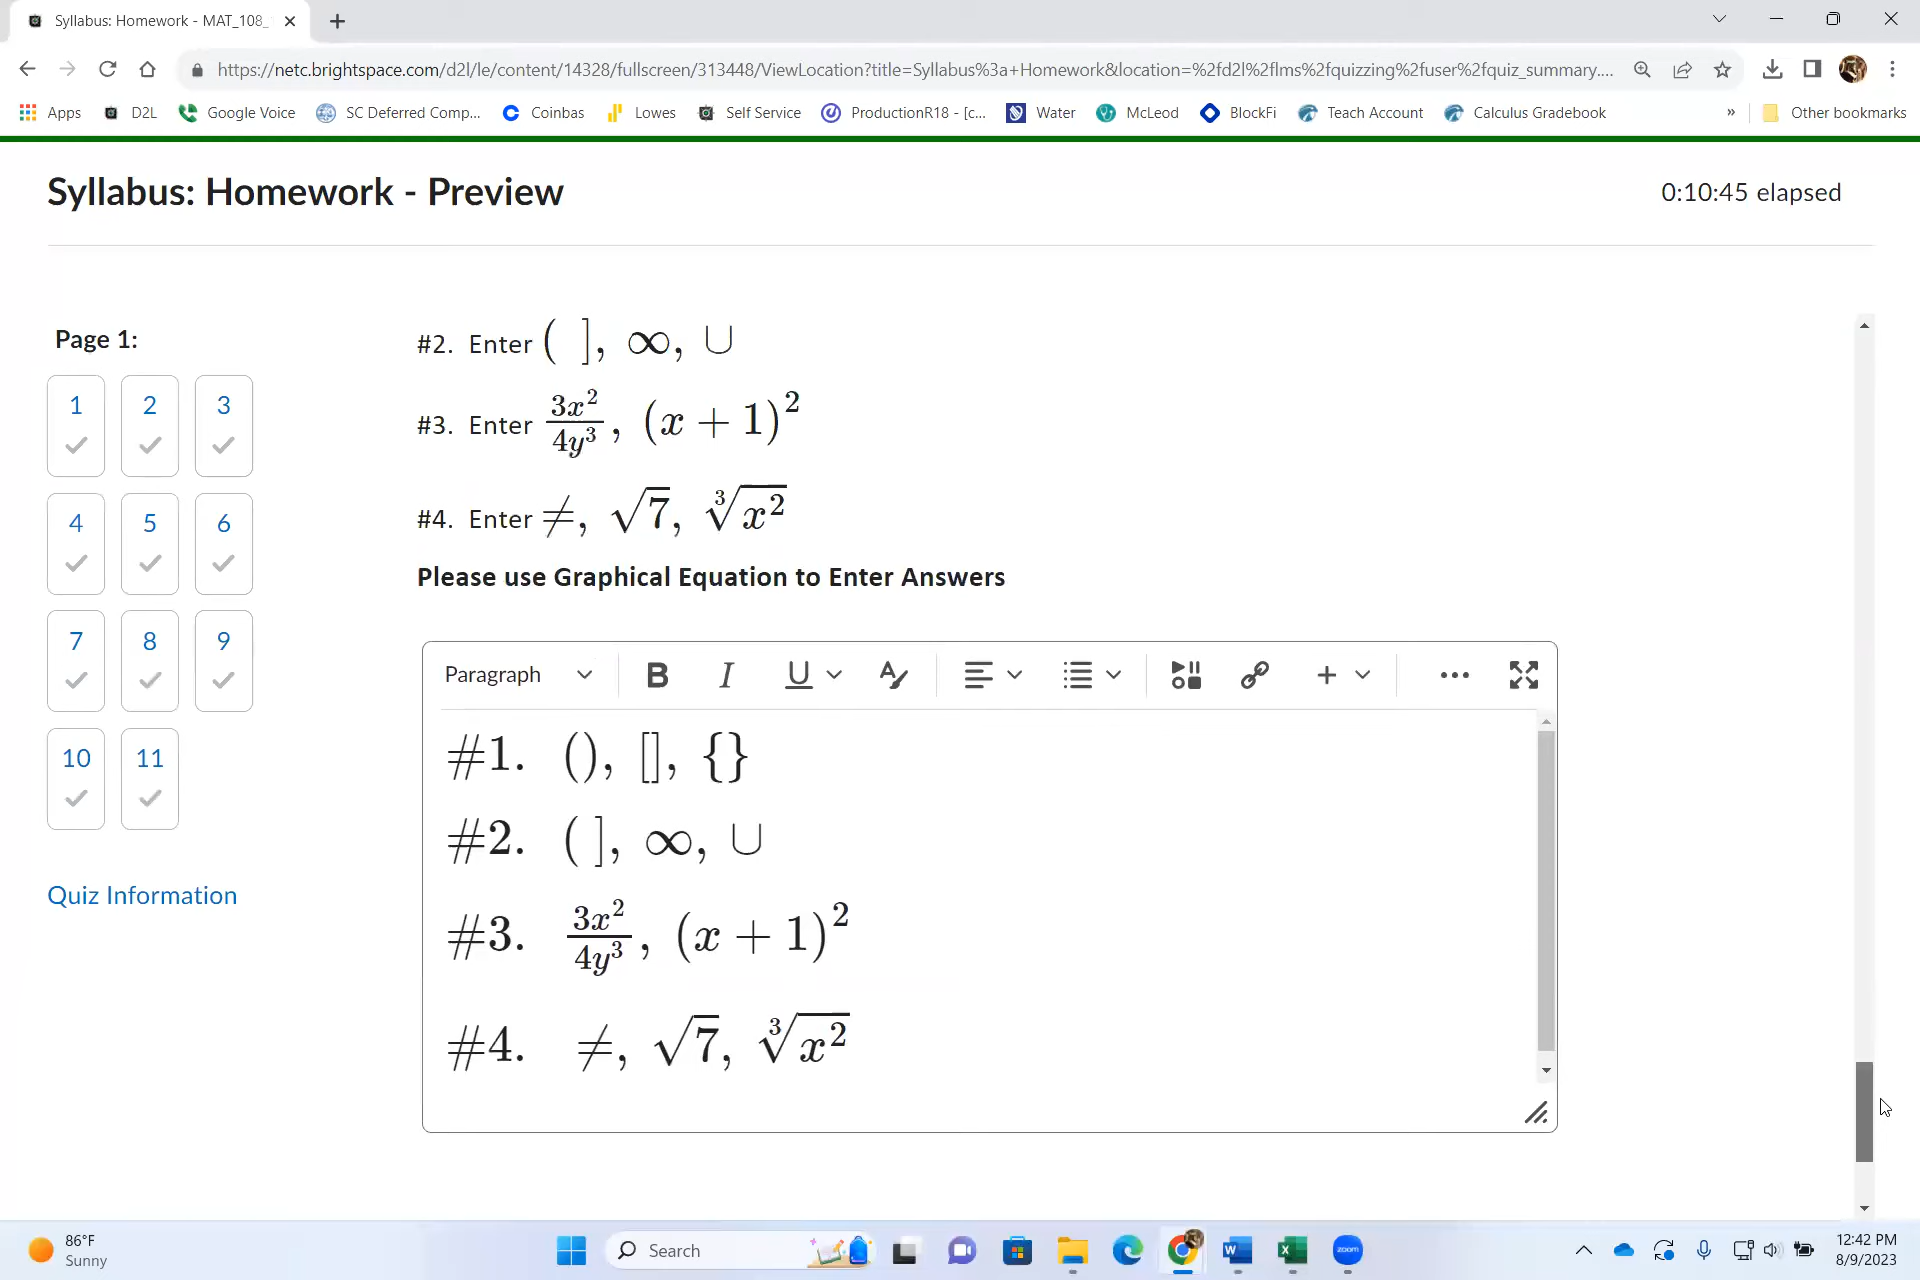 Syllabus: Homework - MAT_108_
https://netc.brightspace.com/d2l/le/content/14328/fullscreen/313448/ViewLocation?title=Syllabus%3a+Homework&location=%2fd2l%2flms%2fquizzing%2fuser%2fquiz_summary....
Apps D2L Google Voice SC Deferred Comp... Coinbas Lowes Self Service ProductionR18 - [c... Water McLeod BlockFi Teach Account Calculus Gradebook » Other bookmarks
Syllabus: Homework - Preview 0:10:45 elapsed
Page 1:
1 2 3
4 5 6
7 8 9
10 11
Quiz Information
#2. Enter ( ], ∞, ∪
#3. Enter 3x²/4y³, (x + 1)²
#4. Enter ≠, √7, ∛x²
Please use Graphical Equation to Enter Answers
Paragraph B I U A
#1. (), [], {}
#2. ( ], ∞, ∪
#3. 3x²/4y³, (x + 1)²
#4. ≠, √7, ∛x²
86°F
Sunny
Search
zoom
12:42 PM
8/9/2023